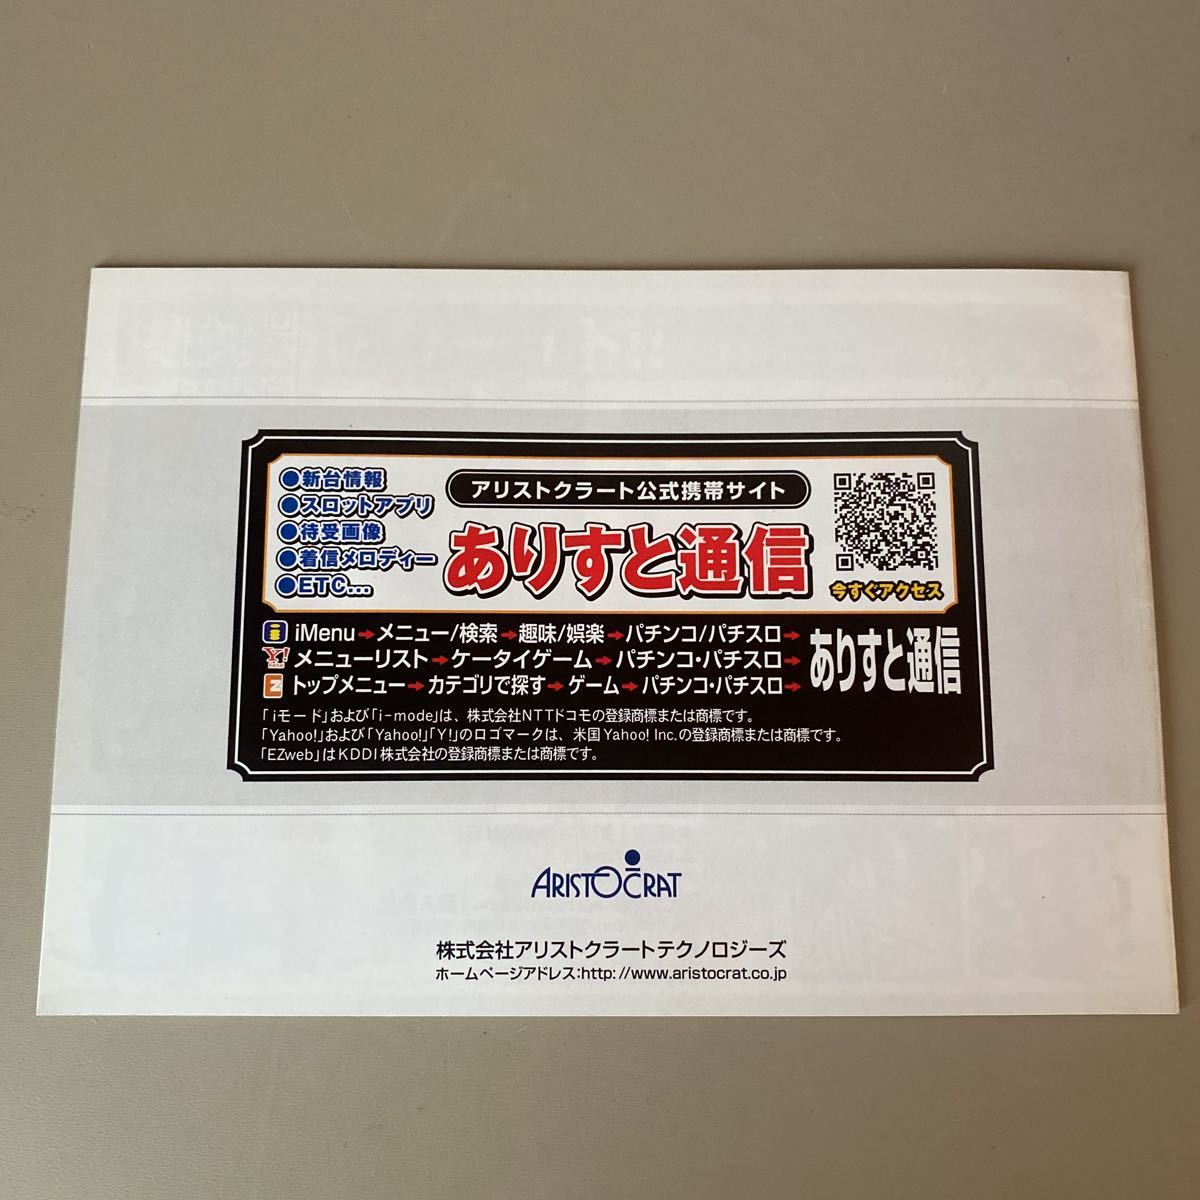 ●新台情報
●スロットアプリ
●待受画像
●着信メロディー
●ETC...
アリストクラート公式携帯サイト
ありすと通信
今すぐアクセス
iMenu→メニュー/検索→趣味/娯楽→パチンコ/パチスロ→
Y!メニューリスト→ケータイゲーム→パチンコ・パチスロ→
トップメニュー→カテゴリで探す→ゲーム→パチンコ・パチスロ→
ありすと通信
「iモード」および「i-mode」は、株式会社NTTドコモの登録商標または商標です。
「Yahoo!」および「Yahoo!」「Y!」のロゴマークは、米国Yahoo! Inc.の登録商標または商標です。
「EZweb」はKDDI株式会社の登録商標または商標です。
ARISTOCRAT
株式会社アリストクラートテクノロジーズ
ホームページアドレス:http://www.aristocrat.co.jp